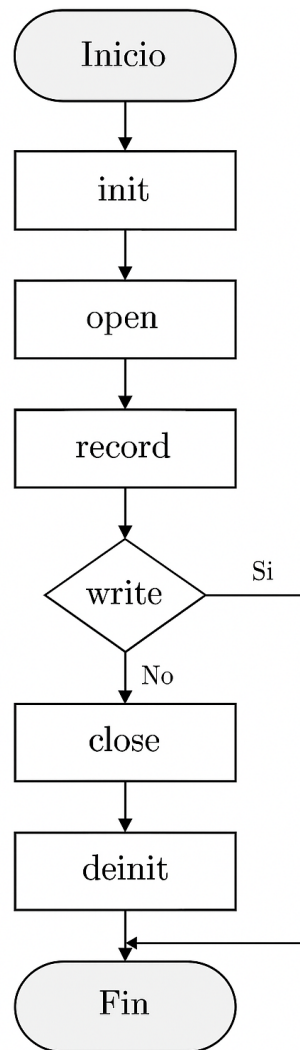 Inicio
init
open
record
write
Si
No
close
deinit
Fin